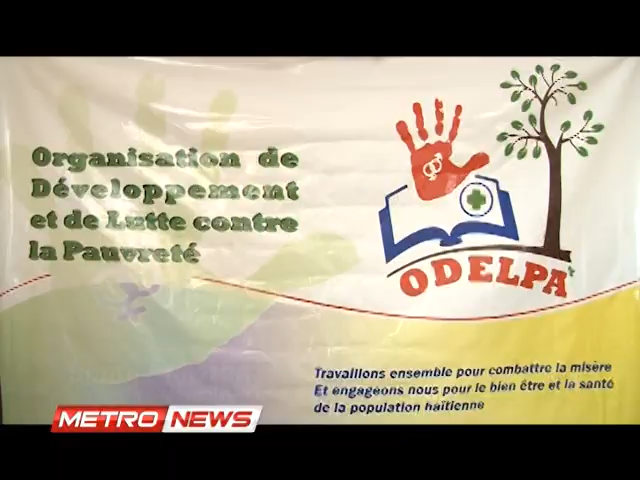 Organisation de
Développement
et de Lutte contre
la Pauvreté
ODELPA
Travaillons ensemble pour combattre la misère
Et engageons nous pour le bien être et la santé
de la population haïtienne
METRO NEWS